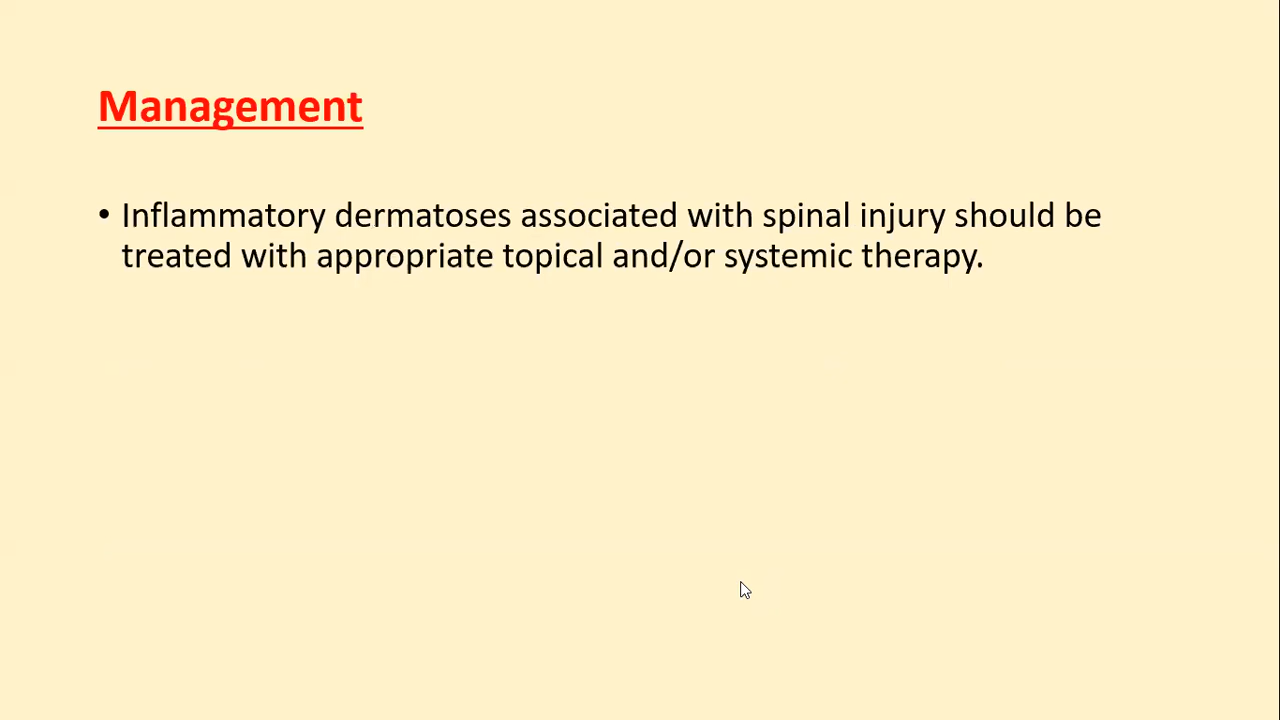 Management
• Inflammatory dermatoses associated with spinal injury should be
treated with appropriate topical and/or systemic therapy.